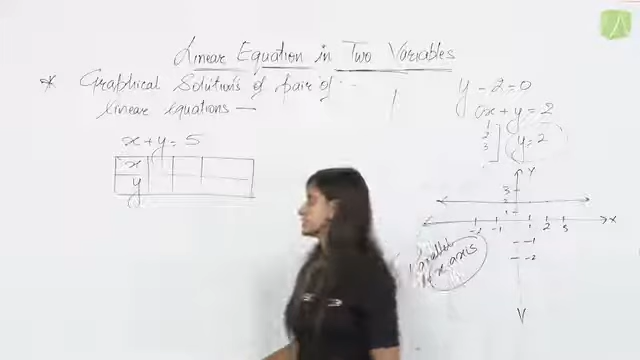 Linear Equation in Two Variables
* Graphical Solutions of pair of
linear equations —
x + y = 5
x
y
y - 2 = 0
0x + y = 2
1
2
3
y = 2
Y
3
2
1
-2 -1 1 2 3 X
-1
-2
Parallel
to x axis